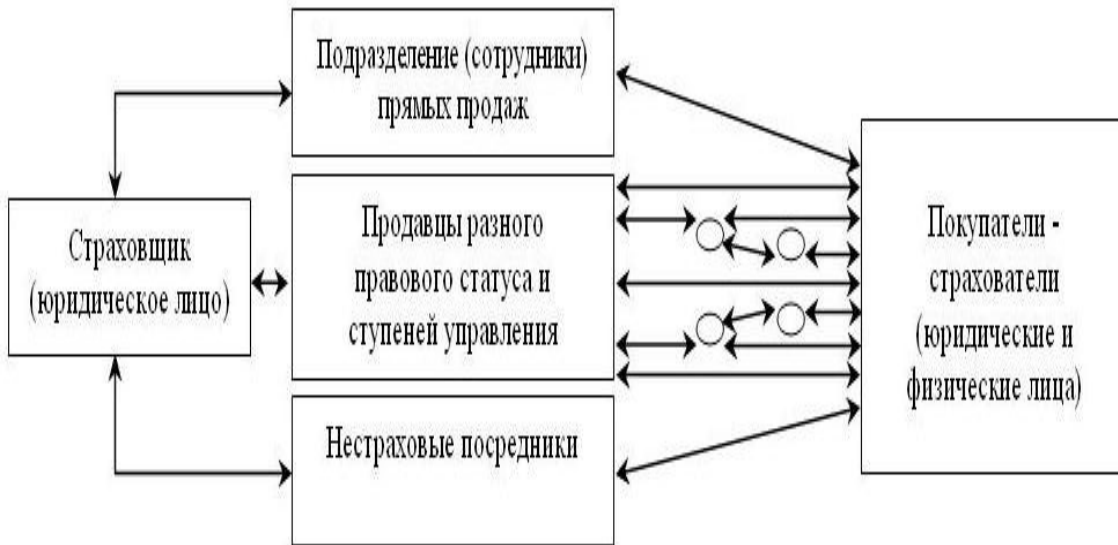 Подразделение (сотрудники)
прямых продаж
Страховщик
(юридическое лицо)
Продавцы разного
правового статуса и
ступеней управления
Нестраховые посредники
Покупатели -
страхователи
(юридические и
физические лица)